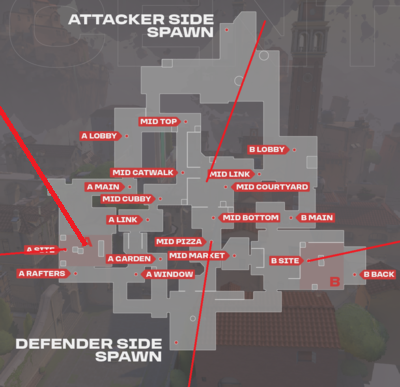 ATTACKER SIDE
SPAWN
MID TOP
A LOBBY
B LOBBY
MID CATWALK
MID LINK
A MAIN
MID COURTYARD
MID CUBBY
A LINK
MID BOTTOM
B MAIN
MID PIZZA
A SITE
A GARDEN
MID MARKET
B SITE
A RAFTERS
A WINDOW
B BACK
B
DEFENDER SIDE
SPAWN